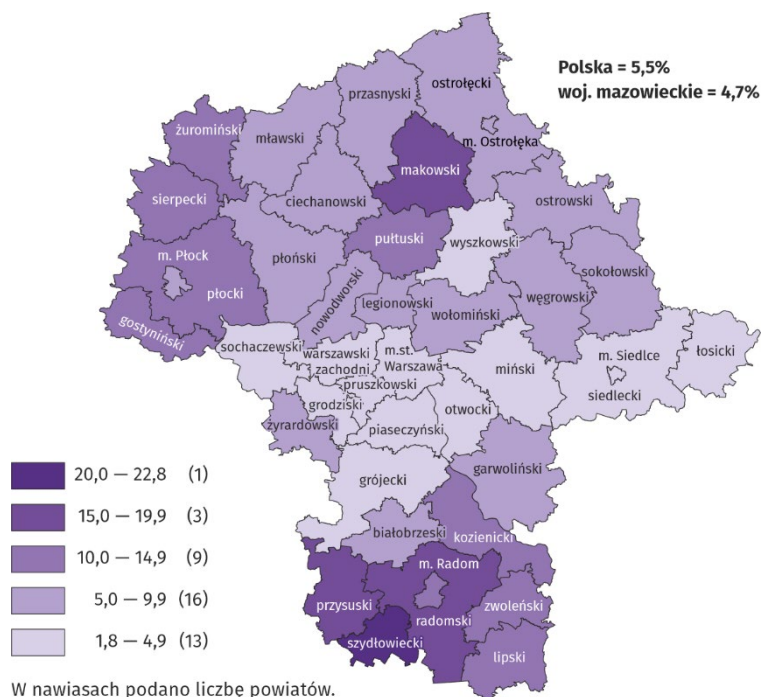 Polska = 5,5%
woj. mazowieckie = 4,7%
ostrołęcki
przasnyski
żuromiński
mławski
m. Ostrołęka
makowski
sierpecki
ciechanowski
ostrowski
pułtuski
wyszkowski
m. Płock
płoński
sokołowski
płocki
nowodworski
legionowski
węgrowski
wołomiński
gostyniński
sochaczewski
warszawski
zachodni
m.st.
Warszawa
miński
m. Siedlce
łosicki
pruszkowski
siedlecki
grodziski
otwocki
żyrardowski
piaseczyński
garwoliński
grójecki
białobrzeski
kozienicki
m. Radom
przysuski
zwoleński
radomski
szydłowiecki
lipski
20,0 — 22,8 (1)
15,0 — 19,9 (3)
10,0 — 14,9 (9)
5,0 — 9,9 (16)
1,8 — 4,9 (13)
W nawiasach podano liczbę powiatów.